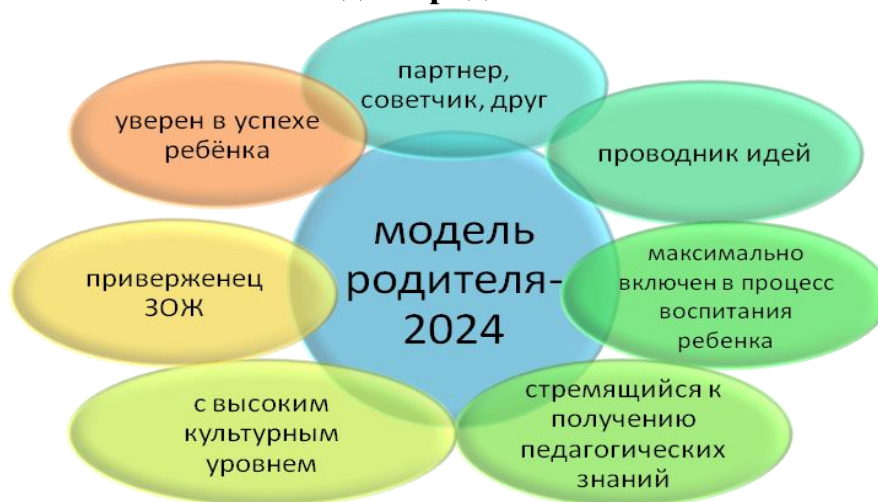 партнер,
советчик, друг
проводник идей
максимально
включен в процесс
воспитания
ребенка
стремящийся к
получению
педагогических
знаний
с высоким
культурным
уровнем
приверженец
ЗОЖ
уверен в успехе
ребёнка
модель
родителя-
2024